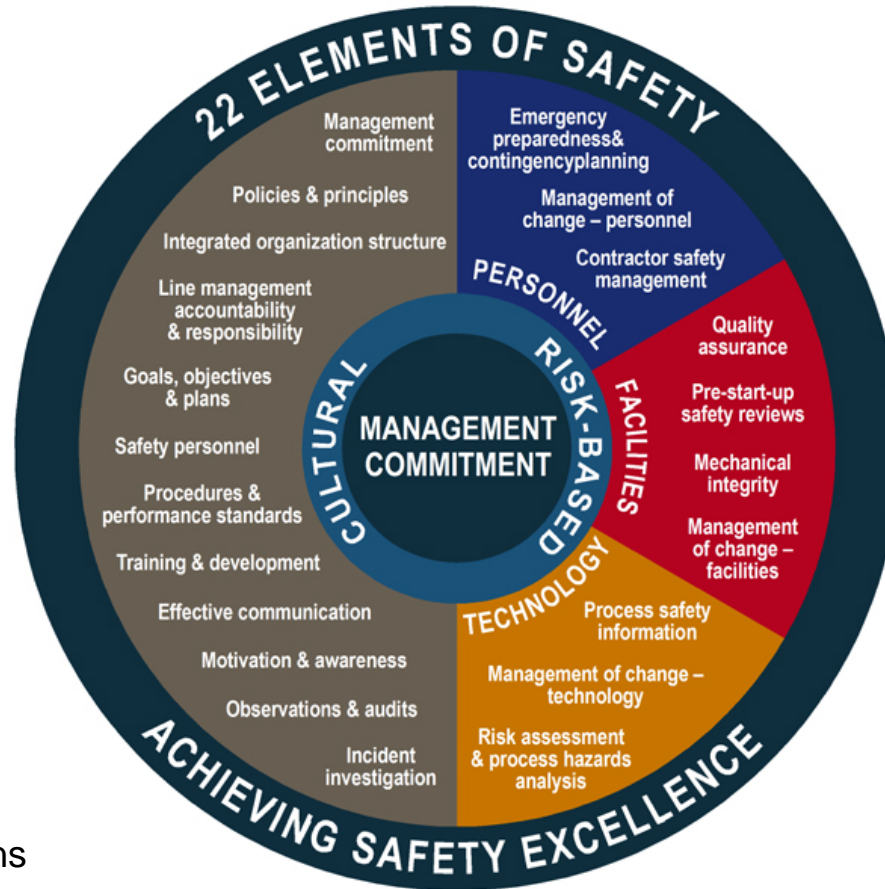 22 ELEMENTS OF SAFETY
Management
commitment
Policies & principles
Integrated organization structure
Line management
accountability
& responsibility
Goals, objectives
& plans
Safety personnel
Procedures &
performance standards
Training & development
Effective communication
Motivation & awareness
Observations & audits
Incident
investigation
Emergency
preparedness&
contingencyplanning
Management of
change – personnel
Contractor safety
management
PERSONNEL
Quality
assurance
Pre-start-up
safety reviews
Mechanical
integrity
Management
of change –
facilities
FACILITIES
TECHNOLOGY
Process safety
information
Management of change –
technology
Risk assessment
& process hazards
analysis
CULTURAL
RISK-BASED
MANAGEMENT
COMMITMENT
ACHIEVING SAFETY EXCELLENCE
ns